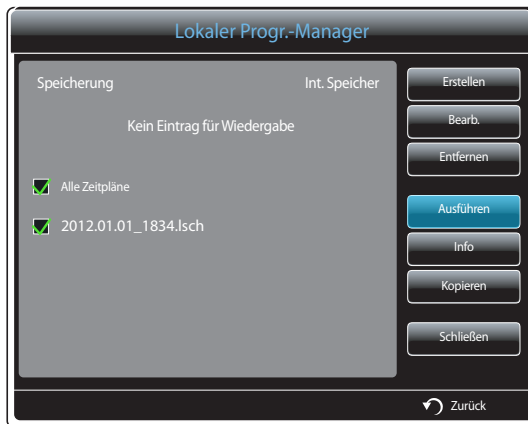 Lokaler Progr.-Manager
Speicherung Int. Speicher
Kein Eintrag für Wiedergabe
Alle Zeitpläne
2012.01.01_1834.lsch
Erstellen
Bearb.
Entfernen
Ausführen
Info
Kopieren
Schließen
Zurück